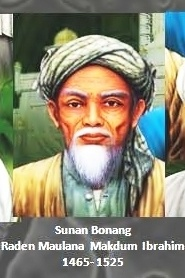 Sunan Bonang
Raden Maulana Makdum Ibrahim
1465-1525